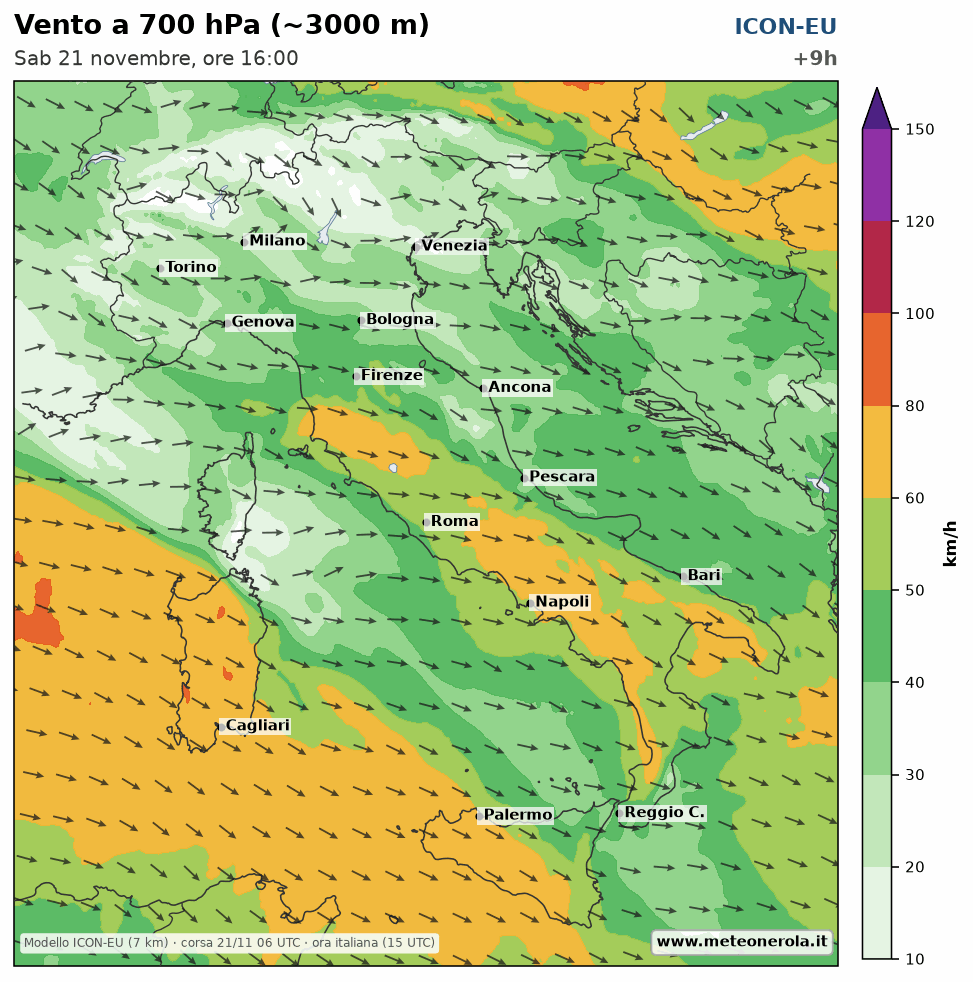 Vento a 700 hPa (~3000 m)
ICON-EU
Sab 21 novembre, ore 16:00
+9h
150
120
100
80
60
50
40
30
20
10
km/h
Milano
Venezia
Torino
Genova
Bologna
Firenze
Ancona
Pescara
Roma
Bari
Napoli
Cagliari
Palermo
Reggio C.
Modello ICON-EU (7 km) · corsa 21/11 06 UTC · ora italiana (15 UTC)
www.meteonerola.it